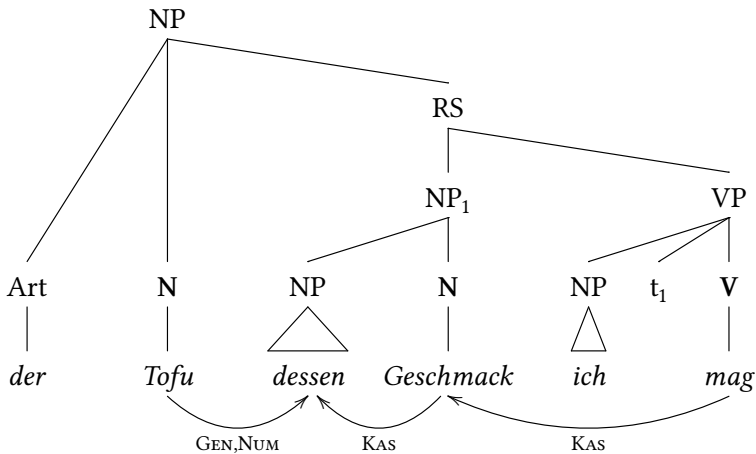 NP
RS
NP₁ VP
Art N NP N NP t₁ V
der Tofu dessen Geschmack ich mag
Gen,Num Kas Kas